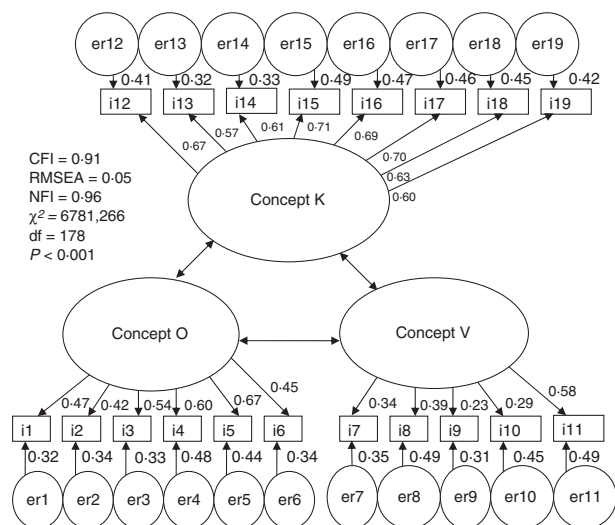 er12 er13 er14 er15 er16 er17 er18 er19
0·41 0·32 0·33 0·49 0·47 0·46 0·45 0·42
i12 i13 i14 i15 i16 i17 i18 i19
0·67 0·57 0·61 0·71 0·69 0·70 0·63 0·60
CFI = 0·91
RMSEA = 0·05
NFI = 0·96
χ² = 6781,266
df = 178
P < 0·001
Concept K
Concept O Concept V
0·47 0·42 0·54 0·60 0·67 0·45 0·34 0·39 0·23 0·29 0·58
i1 i2 i3 i4 i5 i6 i7 i8 i9 i10 i11
0·32 0·34 0·33 0·48 0·44 0·34 0·35 0·49 0·31 0·45 0·49
er1 er2 er3 er4 er5 er6 er7 er8 er9 er10 er11